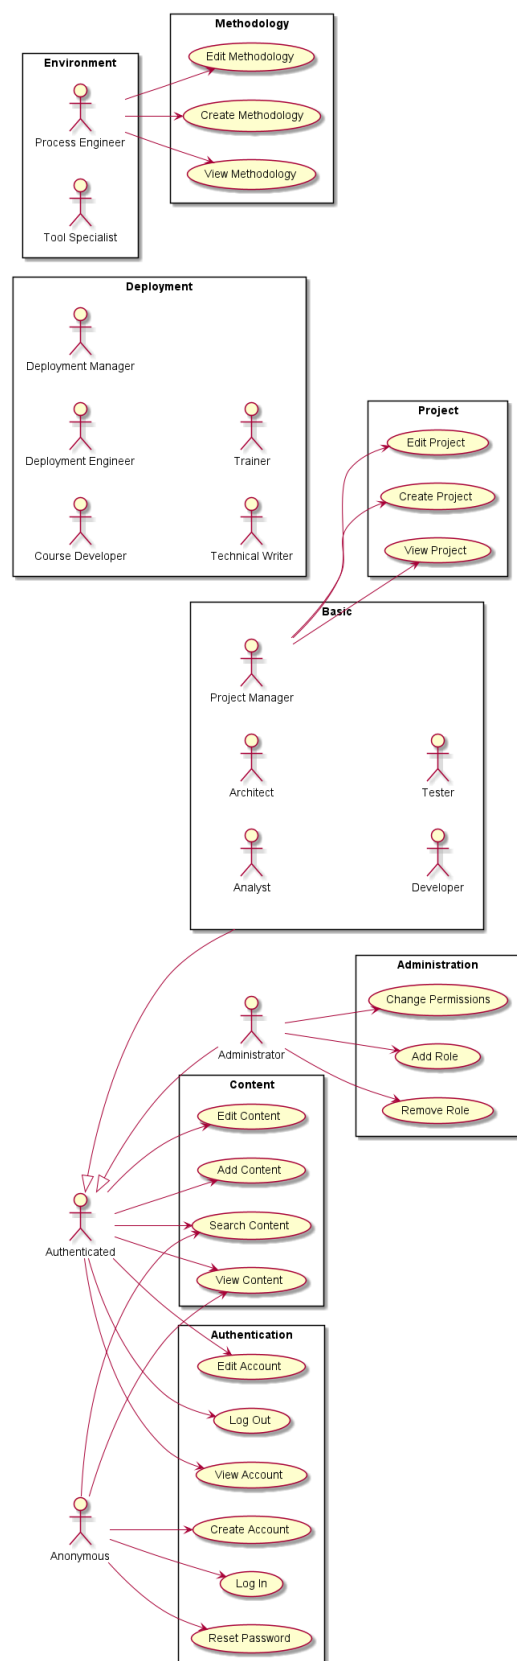 Methodology
Edit Methodology
Create Methodology
View Methodology
Environment
Process Engineer
Tool Specialist
Deployment
Deployment Manager
Deployment Engineer
Trainer
Course Developer
Technical Writer
Project
Edit Project
Create Project
View Project
Basic
Project Manager
Architect
Tester
Analyst
Developer
Administration
Change Permissions
Add Role
Remove Role
Administrator
Content
Edit Content
Add Content
Search Content
View Content
Authenticated
Authentication
Edit Account
Log Out
View Account
Create Account
Log In
Reset Password
Anonymous